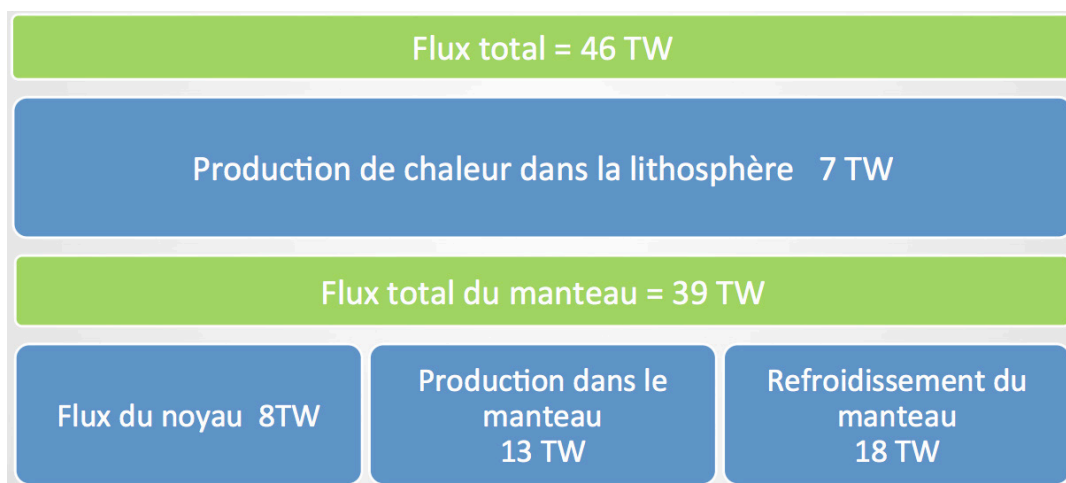 Flux total = 46 TW
Production de chaleur dans la lithosphère 7 TW
Flux total du manteau = 39 TW
Flux du noyau 8TW
Production dans le
manteau
13 TW
Refroidissement du
manteau
18 TW